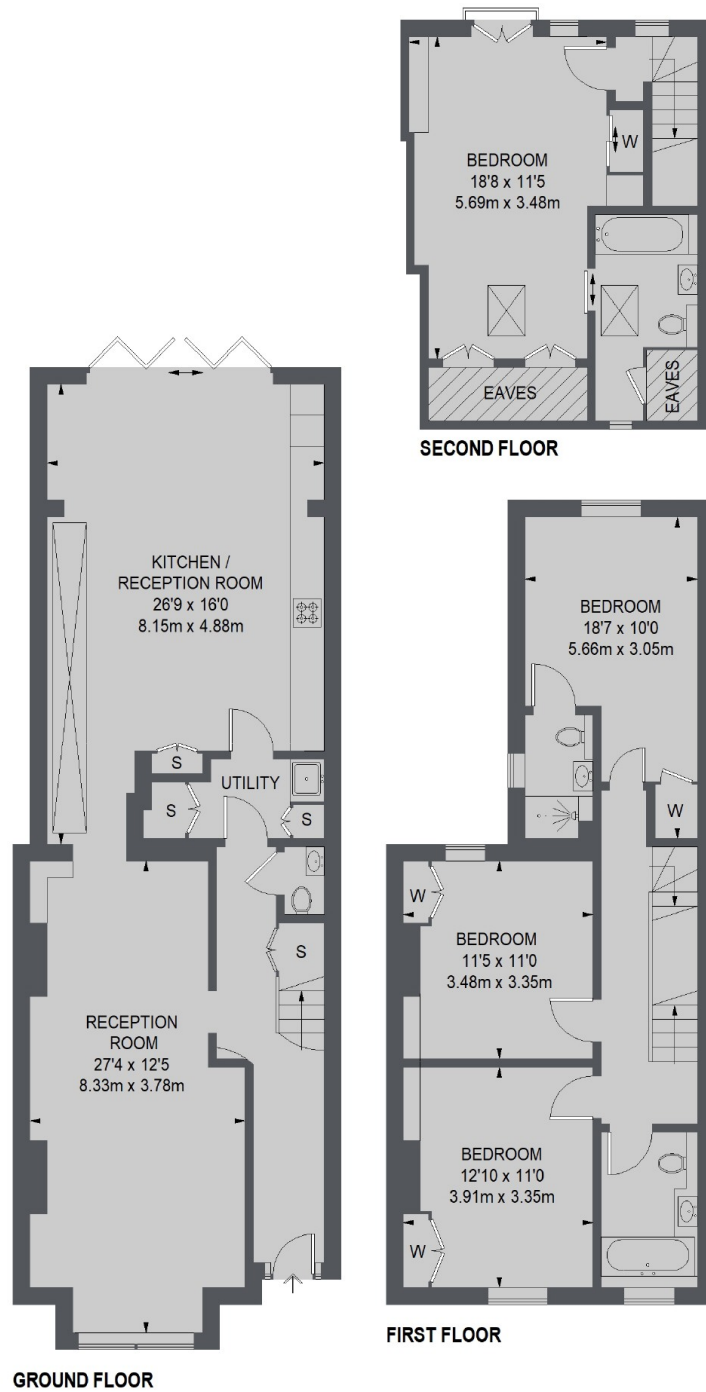 BEDROOM
18'8 x 11'5
5.69m x 3.48m
W
EAVES
EAVES
SECOND FLOOR
KITCHEN /
RECEPTION ROOM
26'9 x 16'0
8.15m x 4.88m
S
UTILITY
S
S
S
RECEPTION
ROOM
27'4 x 12'5
8.33m x 3.78m
GROUND FLOOR
BEDROOM
18'7 x 10'0
5.66m x 3.05m
W
W
BEDROOM
11'5 x 11'0
3.48m x 3.35m
BEDROOM
12'10 x 11'0
3.91m x 3.35m
W
FIRST FLOOR